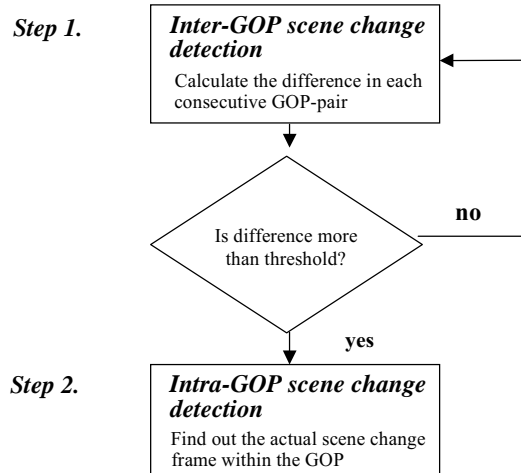 Step 1.
Inter-GOP scene change
detection
Calculate the difference in each
consecutive GOP-pair
Is difference more
than threshold?
no
yes
Step 2.
Intra-GOP scene change
detection
Find out the actual scene change
frame within the GOP